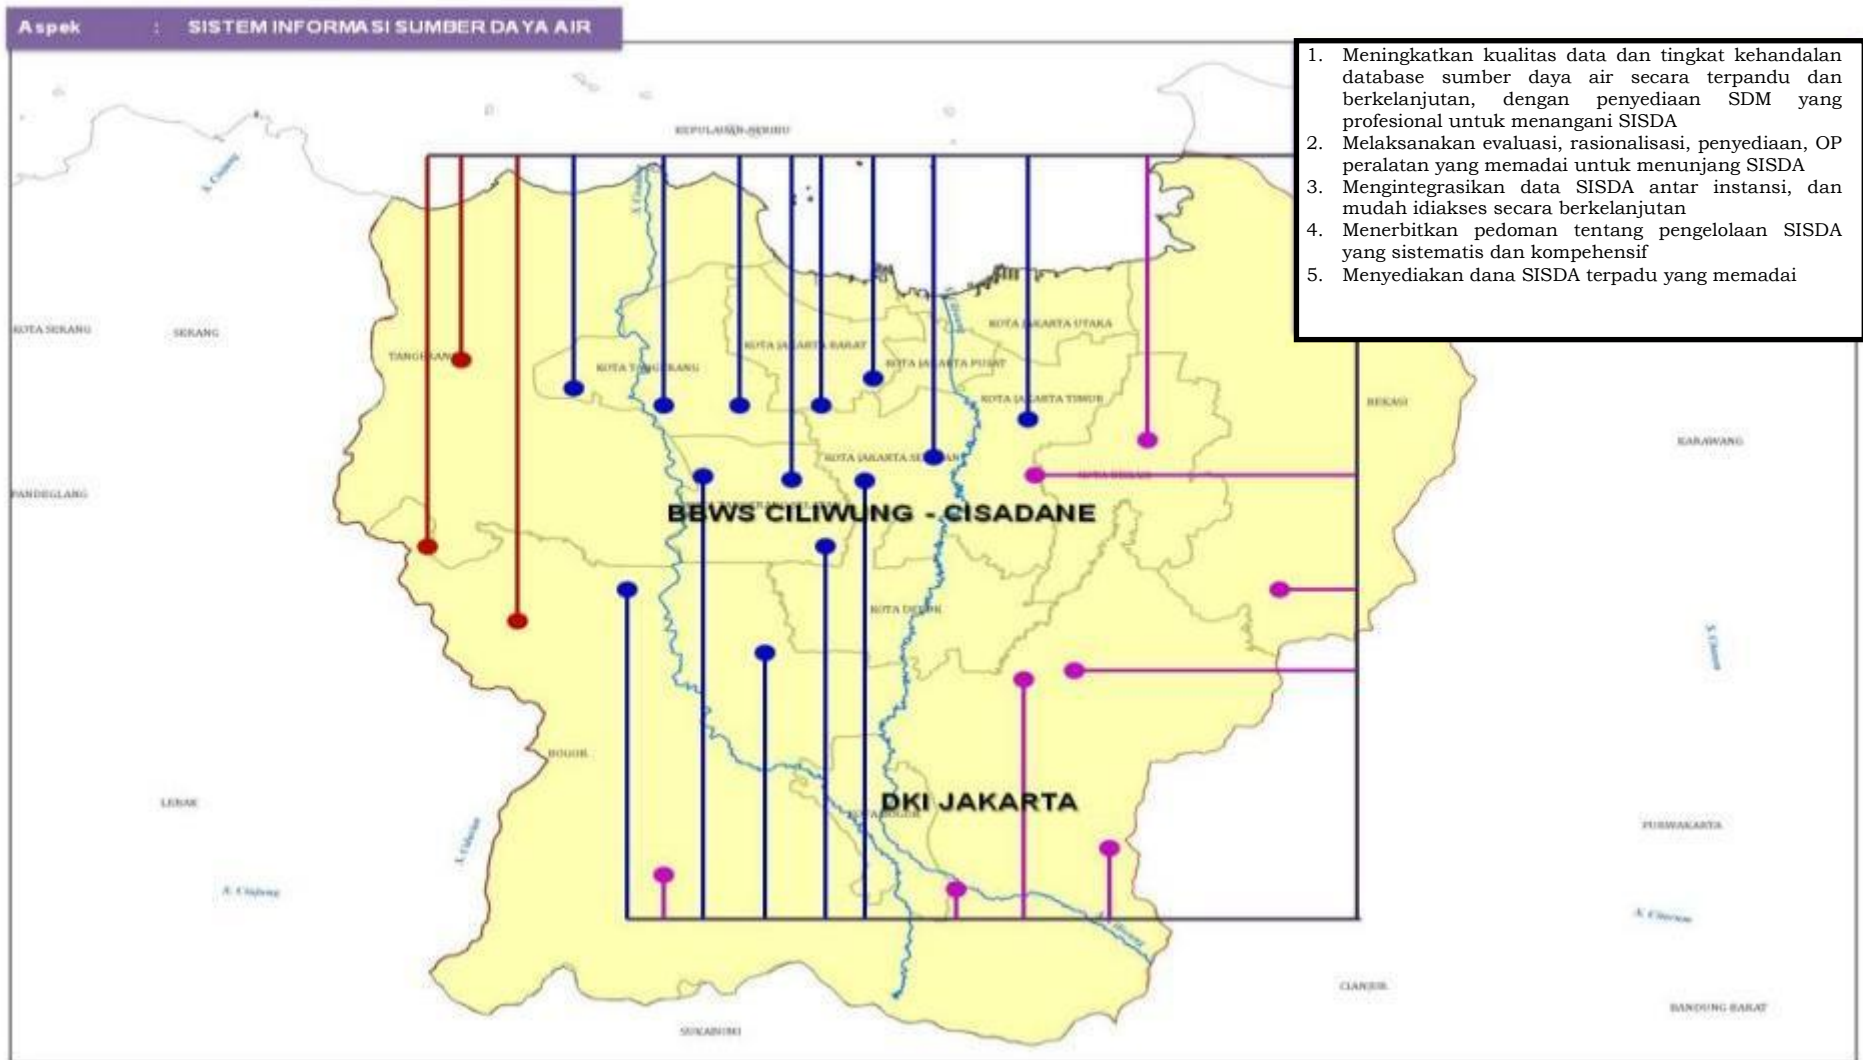 Aspek : SISTEM INFORMASI SUMBER DAYA AIR
1. Meningkatkan kualitas data dan tingkat kehandalan
database sumber daya air secara terpandu dan
berkelanjutan, dengan penyediaan SDM yang
profesional untuk menangani SISDA
2. Melaksanakan evaluasi, rasionalisasi, penyediaan, OP
peralatan yang memadai untuk menunjang SISDA
3. Mengintegrasikan data SISDA antar instansi, dan
mudah idiakses secara berkelanjutan
4. Menerbitkan pedoman tentang pengelolaan SISDA
yang sistematis dan kompehensif
5. Menyediakan dana SISDA terpadu yang memadai
KEPULAUAN SERIBU
KOTA SERANG
SERANG
TANGERANG
KOTA TANGERANG
KOTA JAKARTA BARAT
KOTA JAKARTA UTARA
KOTA JAKARTA PUSAT
KOTA JAKARTA TIMUR
BEKASI
KARAWANG
KOTA JAKARTA SELATAN
KOTA BEKASI
PANDEGLANG
BBWS CILIWUNG - CISADANE
KOTA DEPOK
BOGOR
LEBAK
DKI JAKARTA
KOTA BOGOR
PURWAKARTA
S. Citarum
CIANJUR
BANDUNG BARAT
SUKABUMI